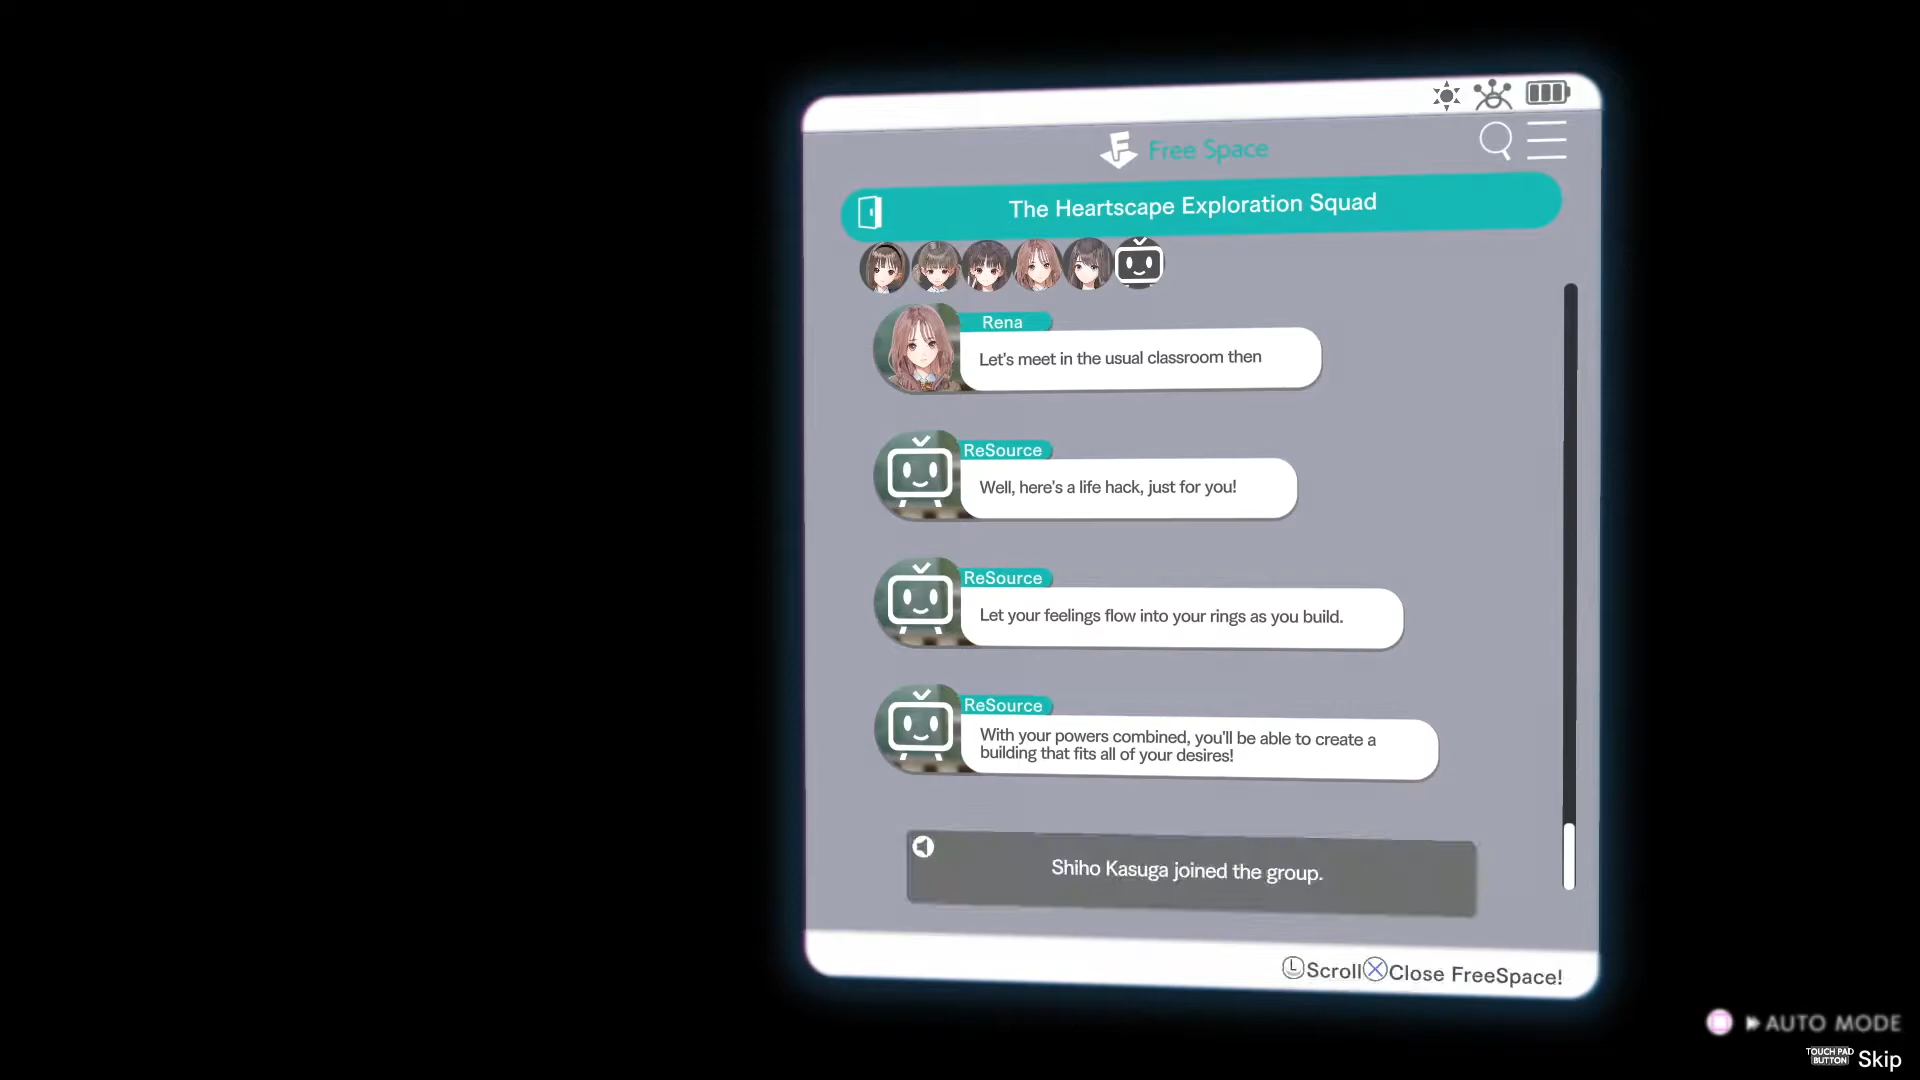 Free Space
The Heartscape Exploration Squad
Rena
Let's meet in the usual classroom then
ReSource
Well, here's a life hack, just for you!
ReSource
Let your feelings flow into your rings as you build.
ReSource
With your powers combined, you'll be able to create a
building that fits all of your desires!
Shiho Kasuga joined the group.
L Scroll X Close FreeSpace!
AUTO MODE
TOUCH PAD
BUTTON Skip